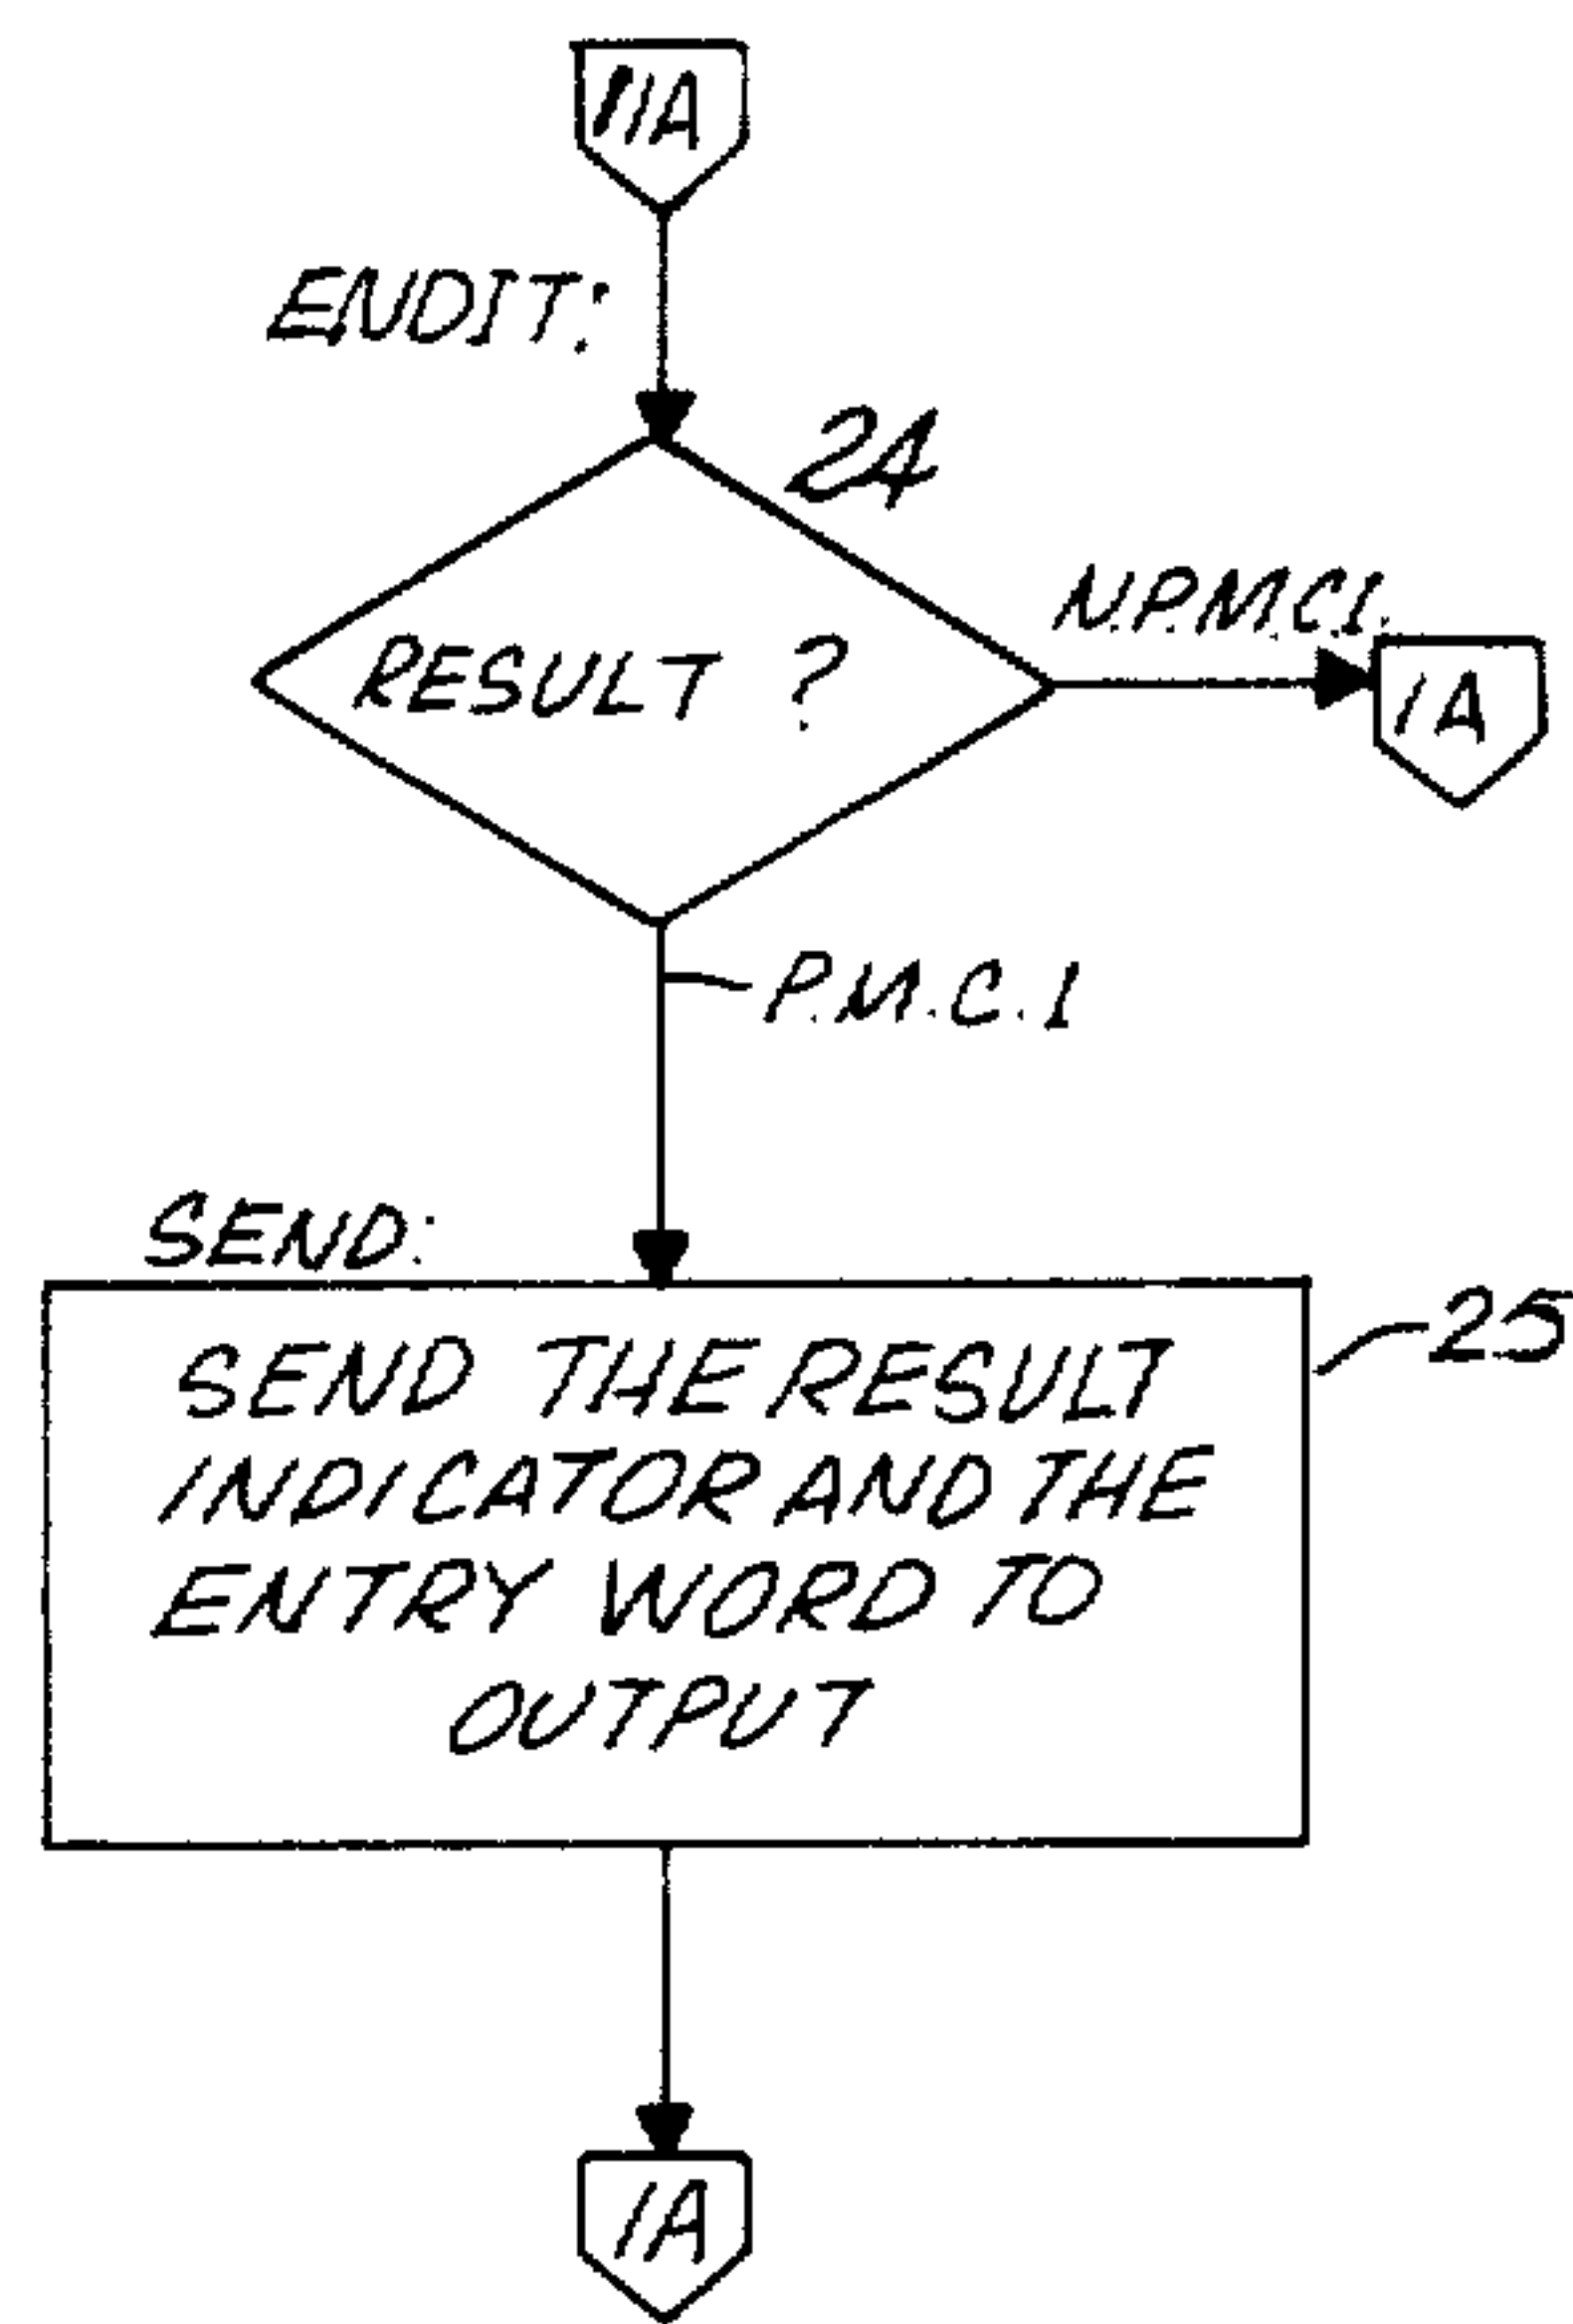 11A
ENDIT:
24
RESULT ?
N.P.M.C.I.
1A
P.M.C.I
SEND:
25
SEND THE RESULT
INDICATOR AND THE
ENTRY WORD TO
OUTPUT
1A